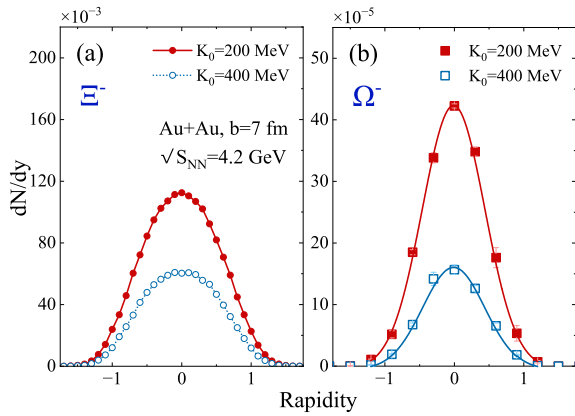 ×10⁻³
×10⁻⁵
(a)
K₀=200 MeV
K₀=400 MeV
Ξ⁻
Au+Au, b=7 fm
√S_NN=4.2 GeV
(b)
K₀=200 MeV
K₀=400 MeV
Ω⁻
dN/dy
200
160
120
80
40
0
50
40
30
20
10
0
−1 0 1
−1 0 1
Rapidity
Rapidity